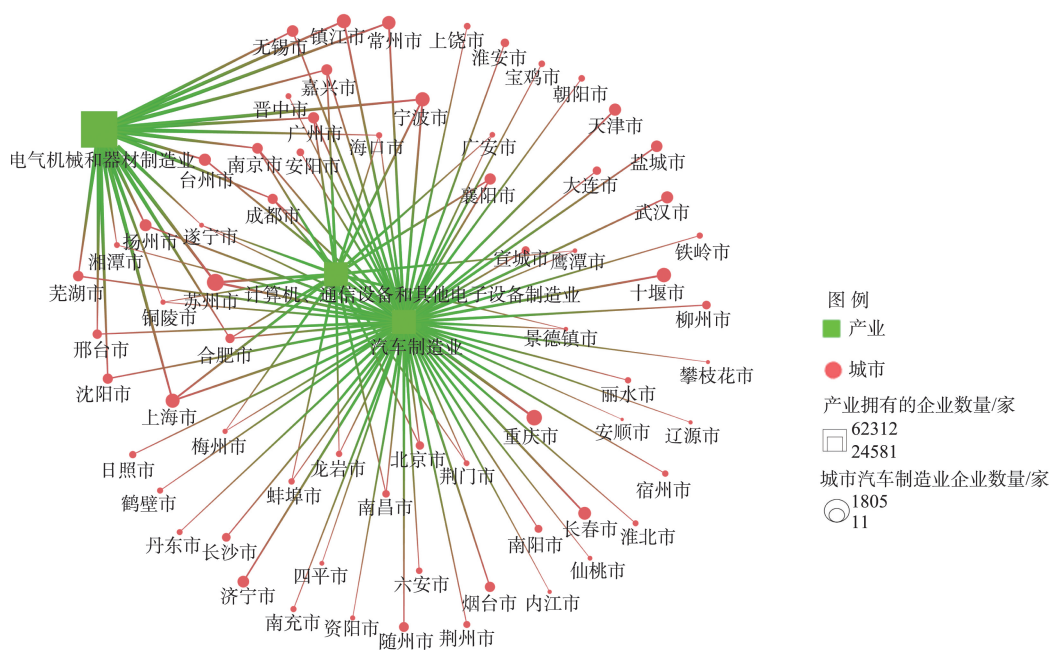 无锡市
镇江市
常州市
上饶市
淮安市
宝鸡市
朝阳市
嘉兴市
晋中市
广州市
海口市
宁波市
天津市
广安市
电气机械和器材制造业
台州市
南京市
安阳市
盐城市
大连市
襄阳市
成都市
武汉市
扬州市
遂宁市
湘潭市
宣城市
鹰潭市
铁岭市
芜湖市
苏州市
计算机、通信设备和其他电子设备制造业
十堰市
铜陵市
柳州市
邢台市
合肥市
汽车制造业
景德镇市
攀枝花市
沈阳市
丽水市
上海市
梅州市
重庆市
安顺市
辽源市
日照市
龙岩市
北京市
荆门市
宿州市
鹤壁市
蚌埠市
南昌市
丹东市
长沙市
南阳市
长春市
淮北市
四平市
六安市
仙桃市
济宁市
烟台市
内江市
南充市
资阳市
随州市
荆州市
图 例
产业
城市
产业拥有的企业数量/家
62312
24581
城市汽车制造业企业数量/家
1805
11